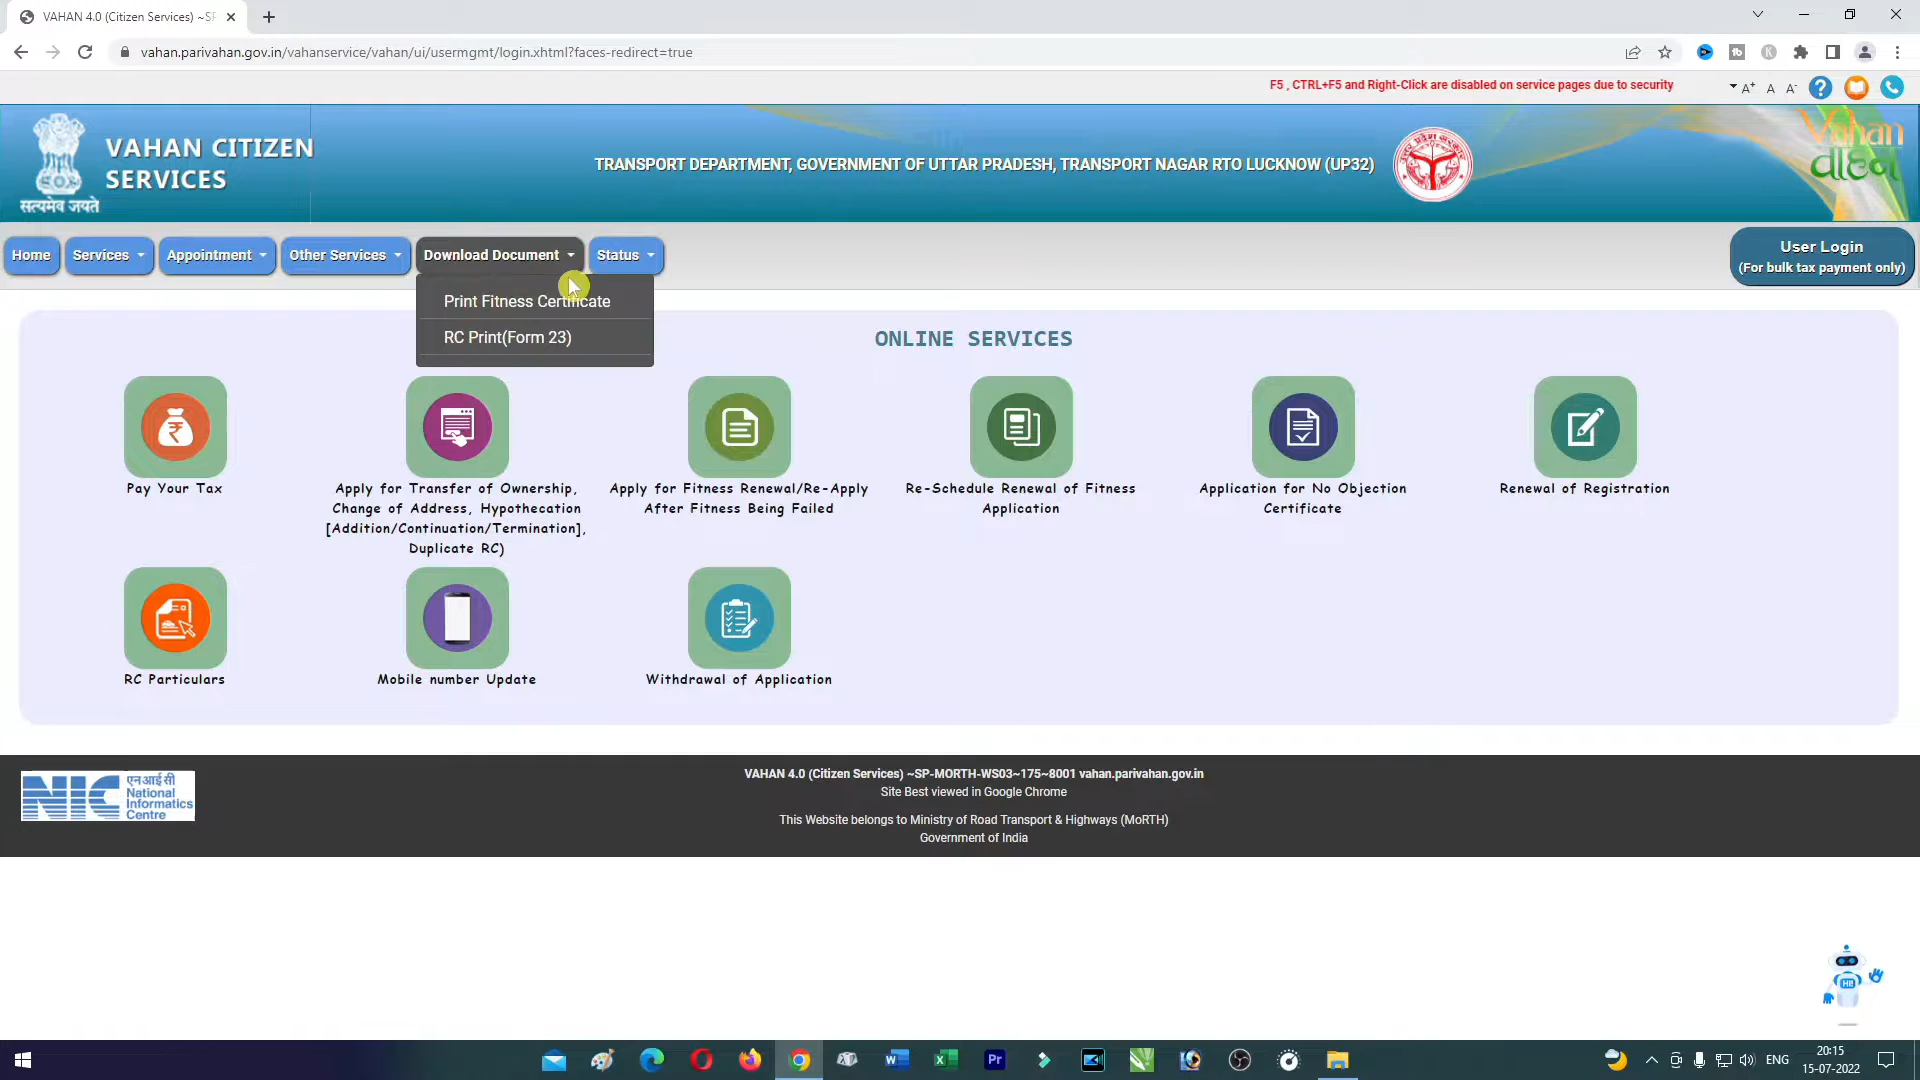 VAHAN 4.0 (Citizen Services) ~SP
vahan.parivahan.gov.in/vahanservice/vahan/ui/usermgmt/login.xhtml?faces-redirect=true
F5 , CTRL+F5 and Right-Click are disabled on service pages due to security
A+ A A-
VAHAN CITIZEN
SERVICES
सत्यमेव जयते
TRANSPORT DEPARTMENT, GOVERNMENT OF UTTAR PRADESH, TRANSPORT NAGAR RTO LUCKNOW (UP32)
Vahan
वाहन
Home
Services
Appointment
Other Services
Download Document
Status
User Login
(For bulk tax payment only)
Print Fitness Certificate
RC Print(Form 23)
ONLINE SERVICES
Pay Your Tax
Apply for Transfer of Ownership,
Change of Address, Hypothecation
[Addition/Continuation/Termination],
Duplicate RC)
Apply for Fitness Renewal/Re-Apply
After Fitness Being Failed
Re-Schedule Renewal of Fitness
Application
Application for No Objection
Certificate
Renewal of Registration
RC Particulars
Mobile number Update
Withdrawal of Application
NIC
एनआईसी
National
Informatics
Centre
VAHAN 4.0 (Citizen Services) ~SP-MORTH-WS03~175~8001 vahan.parivahan.gov.in
Site Best viewed in Google Chrome
This Website belongs to Ministry of Road Transport & Highways (MoRTH)
Government of India
ENG
20:15
15-07-2022